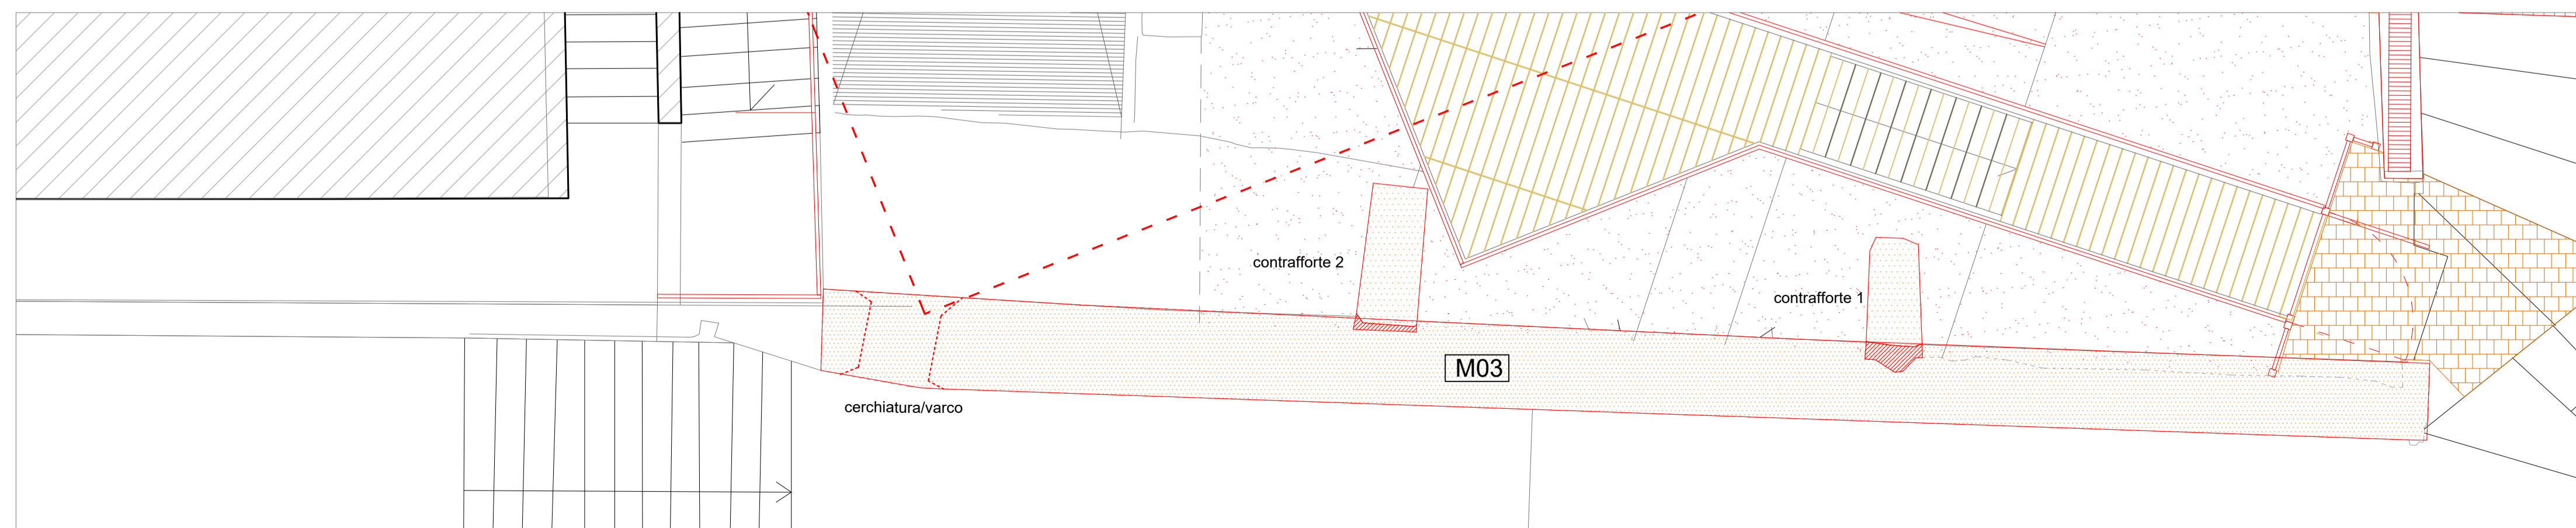 contrafforte 2
contrafforte 1
M03
cerchiatura/varco